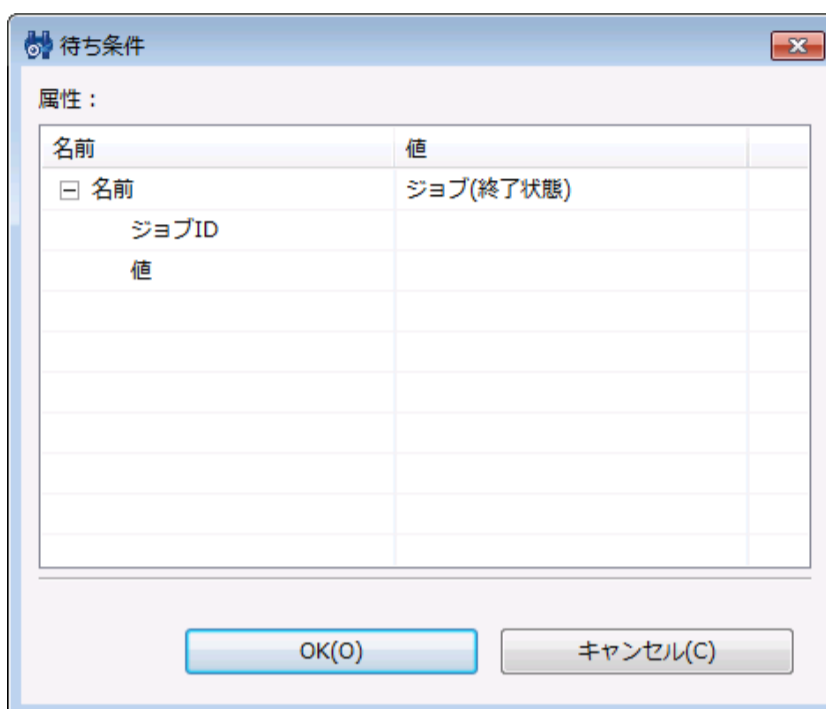 待ち条件
属性：
名前 値
名前 ジョブ(終了状態)
ジョブID
値
OK(O) キャンセル(C)